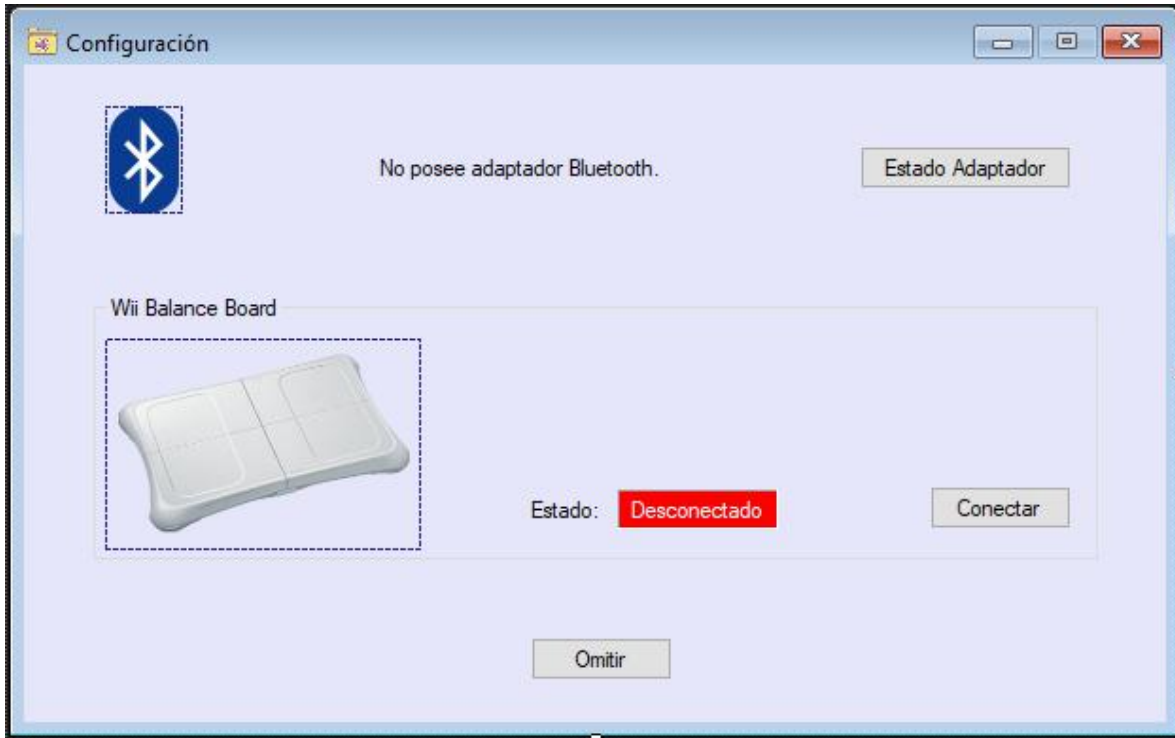 Configuración
No posee adaptador Bluetooth.
Estado Adaptador
Wii Balance Board
Estado:
Desconectado
Conectar
Omitir